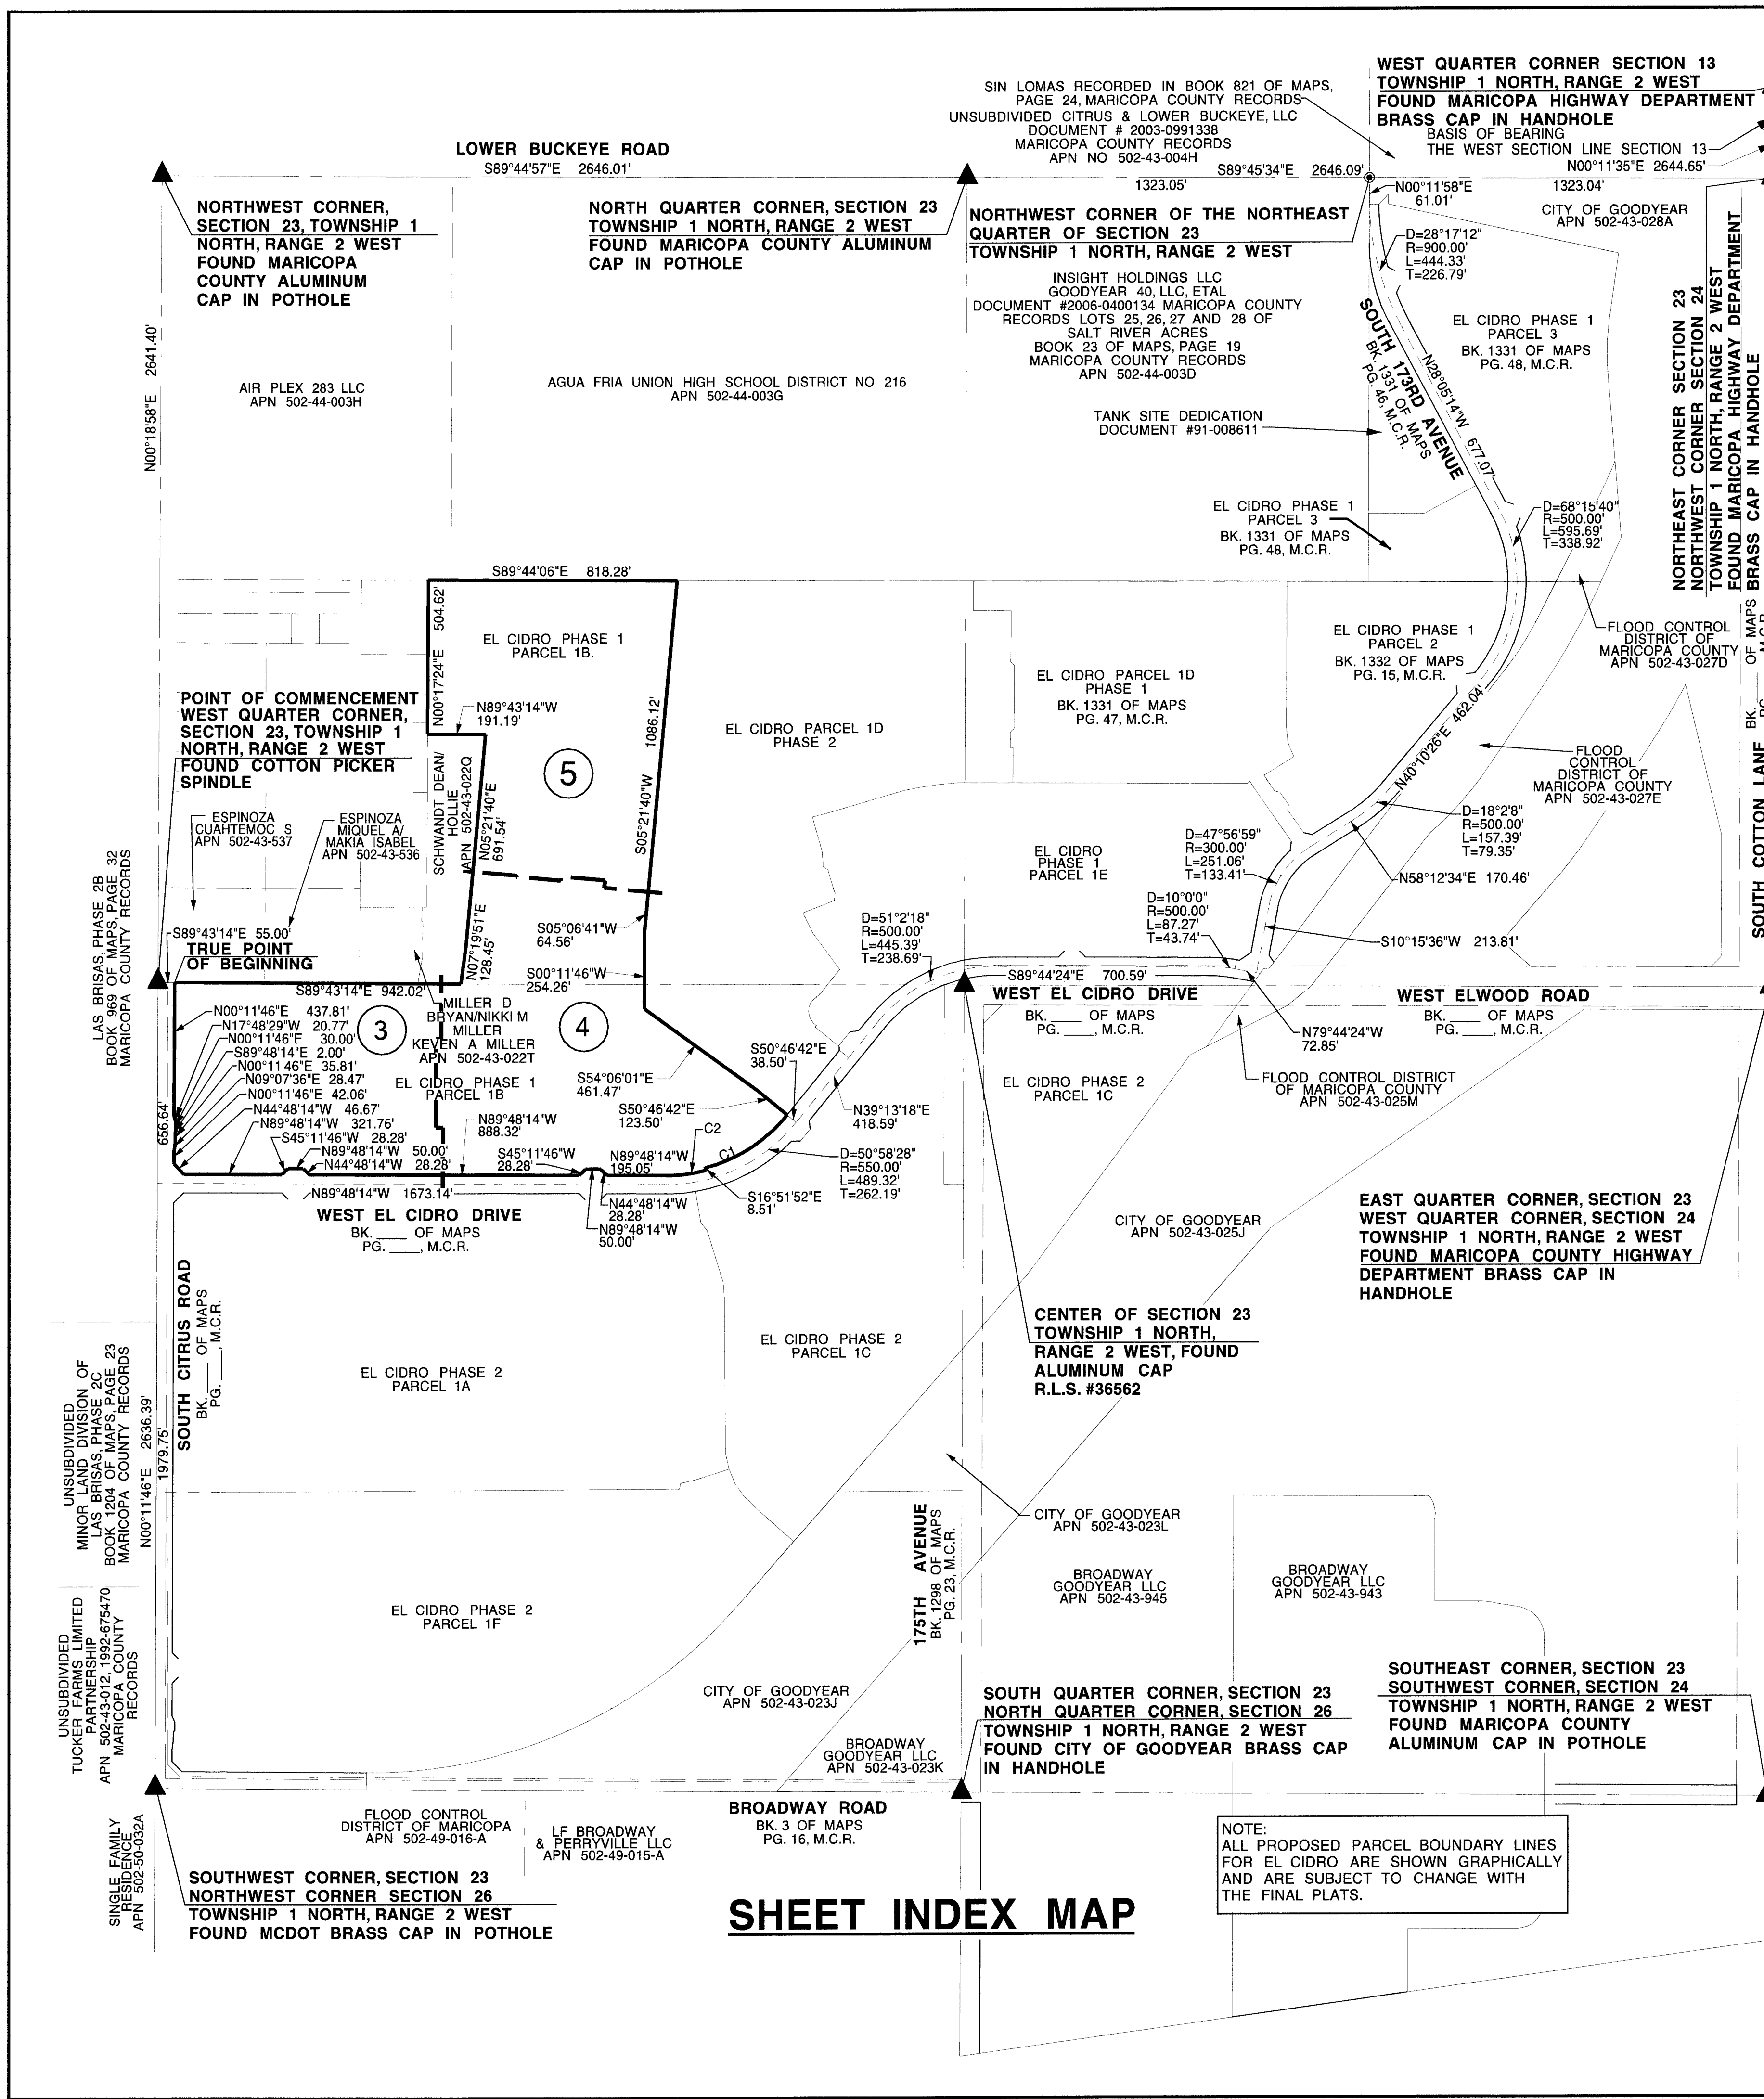 WEST QUARTER CORNER SECTION 13
TOWNSHIP 1 NORTH, RANGE 2 WEST
FOUND MARICOPA HIGHWAY DEPARTMENT
BRASS CAP IN HANDHOLE
BASIS OF BEARING
THE WEST SECTION LINE SECTION 13
N00°11'35"E 2644.65'
SIN LOMAS RECORDED IN BOOK 821 OF MAPS,
PAGE 24, MARICOPA COUNTY RECORDS
UNSUBDIVIDED CITRUS & LOWER BUCKEYE, LLC
DOCUMENT # 2003-0991338
MARICOPA COUNTY RECORDS
APN NO 502-43-004H
LOWER BUCKEYE ROAD
S89°44'57"E 2646.01'
S89°45'34"E 2646.09'
1323.05'
1323.04'
N00°11'58"E
61.01'
NORTHWEST CORNER,
SECTION 23, TOWNSHIP 1
NORTH, RANGE 2 WEST
FOUND MARICOPA
COUNTY ALUMINUM
CAP IN POTHOLE
NORTH QUARTER CORNER, SECTION 23
TOWNSHIP 1 NORTH, RANGE 2 WEST
FOUND MARICOPA COUNTY ALUMINUM
CAP IN POTHOLE
NORTHWEST CORNER OF THE NORTHEAST
QUARTER OF SECTION 23
TOWNSHIP 1 NORTH, RANGE 2 WEST
CITY OF GOODYEAR
APN 502-43-028A
D=28°17'12"
R=900.00'
L=444.33'
T=226.79'
INSIGHT HOLDINGS LLC
GOODYEAR 40, LLC, ETAL
DOCUMENT #2006-0400134 MARICOPA COUNTY
RECORDS LOTS 25, 26, 27 AND 28 OF
SALT RIVER ACRES
BOOK 23 OF MAPS, PAGE 19
MARICOPA COUNTY RECORDS
APN 502-44-003D
EL CIDRO PHASE 1
PARCEL 3
BK. 1331 OF MAPS
PG. 48, M.C.R.
SOUTH 173RD AVENUE
BK. 1331 OF MAPS
PG. 46, M.C.R.
N28°05'14"W 677.07'
NORTHEAST CORNER SECTION 23
NORTHWEST CORNER SECTION 24
TOWNSHIP 1 NORTH, RANGE 2 WEST
FOUND MARICOPA HIGHWAY DEPARTMENT
BRASS CAP IN HANDHOLE
N00°18'58"E 2641.40'
AIR PLEX 283 LLC
APN 502-44-003H
AGUA FRIA UNION HIGH SCHOOL DISTRICT NO 216
APN 502-44-003G
TANK SITE DEDICATION
DOCUMENT #91-008611
EL CIDRO PHASE 1
PARCEL 3
BK. 1331 OF MAPS
PG. 48, M.C.R.
D=68°15'40"
R=500.00'
L=595.69'
T=338.92'
S89°44'06"E 818.28'
N00°17'24"E 504.62'
EL CIDRO PHASE 1
PARCEL 1B.
N89°43'14"W
191.19'
S05°21'40"W 1086.12'
5
EL CIDRO PARCEL 1D
PHASE 2
EL CIDRO PARCEL 1D
PHASE 1
BK. 1331 OF MAPS
PG. 47, M.C.R.
EL CIDRO PHASE 1
PARCEL 2
BK. 1332 OF MAPS
PG. 15, M.C.R.
FLOOD CONTROL
DISTRICT OF
MARICOPA COUNTY
APN 502-43-027D
SOUTH COTTON LANE
BK. ____ OF MAPS
N40°10'26"E 462.04'
FLOOD
CONTROL
DISTRICT OF
MARICOPA COUNTY
APN 502-43-027E
POINT OF COMMENCEMENT
WEST QUARTER CORNER,
SECTION 23, TOWNSHIP 1
NORTH, RANGE 2 WEST
FOUND COTTON PICKER
SPINDLE
ESPINOZA
CUAHTEMOC S
APN 502-43-537
ESPINOZA
MIQUEL A/
MAKIA ISABEL
APN 502-43-536
SCHWANDT DEAN/
HOLLIE
APN 502-43-022Q
N05°21'40"E
691.54'
LAS BRISAS, PHASE 2B
BOOK 969 OF MAPS, PAGE 32
MARICOPA COUNTY RECORDS
D=18°2'8"
R=500.00'
L=157.39'
T=79.35'
D=47°56'59"
R=300.00'
L=251.06'
T=133.41'
EL CIDRO
PHASE 1
PARCEL 1E
N58°12'34"E 170.46'
D=10°0'0"
R=500.00'
L=87.27'
T=43.74'
D=51°2'18"
R=500.00'
L=445.39'
T=238.69'
S10°15'36"W 213.81'
S05°06'41"W
64.56'
S00°11'46"W
254.26'
N07°19'51"E
128.45'
S89°43'14"E 55.00'
TRUE POINT
OF BEGINNING
S89°43'14"E 942.02'
S89°44'24"E 700.59'
WEST EL CIDRO DRIVE
BK. ____ OF MAPS
PG. ____, M.C.R.
WEST ELWOOD ROAD
BK. ____ OF MAPS
PG. ____, M.C.R.
N79°44'24"W
72.85'
N00°11'46"E 437.81'
N17°48'29"W 20.77'
N00°11'46"E 30.00'
S89°48'14"E 2.00'
N00°11'46"E 35.81'
N09°07'36"E 28.47'
N00°11'46"E 42.06'
N44°48'14"W 46.67'
N89°48'14"W 321.76'
S45°11'46"W 28.28'
N89°48'14"W 50.00'
N44°48'14"W 28.28'
3
MILLER D
BRYAN/NIKKI M
MILLER
KEVEN A MILLER
APN 502-43-022T
4
EL CIDRO PHASE 1
PARCEL 1B
N89°48'14"W
888.32'
S54°06'01"E
461.47'
S50°46'42"E
38.50'
S50°46'42"E
123.50'
C2
C1
S45°11'46"W
28.28'
N89°48'14"W
195.05'
N39°13'18"E
418.59'
D=50°58'28"
R=550.00'
L=489.32'
T=262.19'
S16°51'52"E
8.51'
N44°48'14"W
28.28'
N89°48'14"W
50.00'
656.64'
N89°48'14"W 1673.14'
WEST EL CIDRO DRIVE
BK. ____ OF MAPS
PG. ____, M.C.R.
EL CIDRO PHASE 2
PARCEL 1C
FLOOD CONTROL DISTRICT
OF MARICOPA COUNTY
APN 502-43-025M
CITY OF GOODYEAR
APN 502-43-025J
EAST QUARTER CORNER, SECTION 23
WEST QUARTER CORNER, SECTION 24
TOWNSHIP 1 NORTH, RANGE 2 WEST
FOUND MARICOPA COUNTY HIGHWAY
DEPARTMENT BRASS CAP IN
HANDHOLE
SOUTH CITRUS ROAD
BK. ____ OF MAPS
PG. ____, M.C.R.
CENTER OF SECTION 23
TOWNSHIP 1 NORTH,
RANGE 2 WEST, FOUND
ALUMINUM CAP
R.L.S. #36562
EL CIDRO PHASE 2
PARCEL 1C
EL CIDRO PHASE 2
PARCEL 1A
UNSUBDIVIDED
MINOR LAND DIVISION OF
LAS BRISAS, PHASE 2C
BOOK 1204 OF MAPS, PAGE 23
MARICOPA COUNTY RECORDS
N00°11'46"E 2636.39'
1979.75'
CITY OF GOODYEAR
APN 502-43-023L
175TH AVENUE
BK. 1298 OF MAPS
PG. 23, M.C.R.
BROADWAY
GOODYEAR LLC
APN 502-43-945
BROADWAY
GOODYEAR LLC
APN 502-43-943
UNSUBDIVIDED
TUCKER FARMS LIMITED
PARTNERSHIP
APN 502-43-012, 1992-675470
MARICOPA COUNTY
RECORDS
EL CIDRO PHASE 2
PARCEL 1F
CITY OF GOODYEAR
APN 502-43-023J
BROADWAY
GOODYEAR LLC
APN 502-43-023K
SOUTH QUARTER CORNER, SECTION 23
NORTH QUARTER CORNER, SECTION 26
TOWNSHIP 1 NORTH, RANGE 2 WEST
FOUND CITY OF GOODYEAR BRASS CAP
IN HANDHOLE
SOUTHEAST CORNER, SECTION 23
SOUTHWEST CORNER, SECTION 24
TOWNSHIP 1 NORTH, RANGE 2 WEST
FOUND MARICOPA COUNTY
ALUMINUM CAP IN POTHOLE
SINGLE FAMILY
RESIDENCE
APN 502-50-032A
FLOOD CONTROL
DISTRICT OF MARICOPA
APN 502-49-016-A
LF BROADWAY
& PERRYVILLE LLC
APN 502-49-015-A
BROADWAY ROAD
BK. 3 OF MAPS
PG. 16, M.C.R.
SOUTHWEST CORNER, SECTION 23
NORTHWEST CORNER SECTION 26
TOWNSHIP 1 NORTH, RANGE 2 WEST
FOUND MCDOT BRASS CAP IN POTHOLE
SHEET INDEX MAP
NOTE:
ALL PROPOSED PARCEL BOUNDARY LINES
FOR EL CIDRO ARE SHOWN GRAPHICALLY
AND ARE SUBJECT TO CHANGE WITH
THE FINAL PLATS.